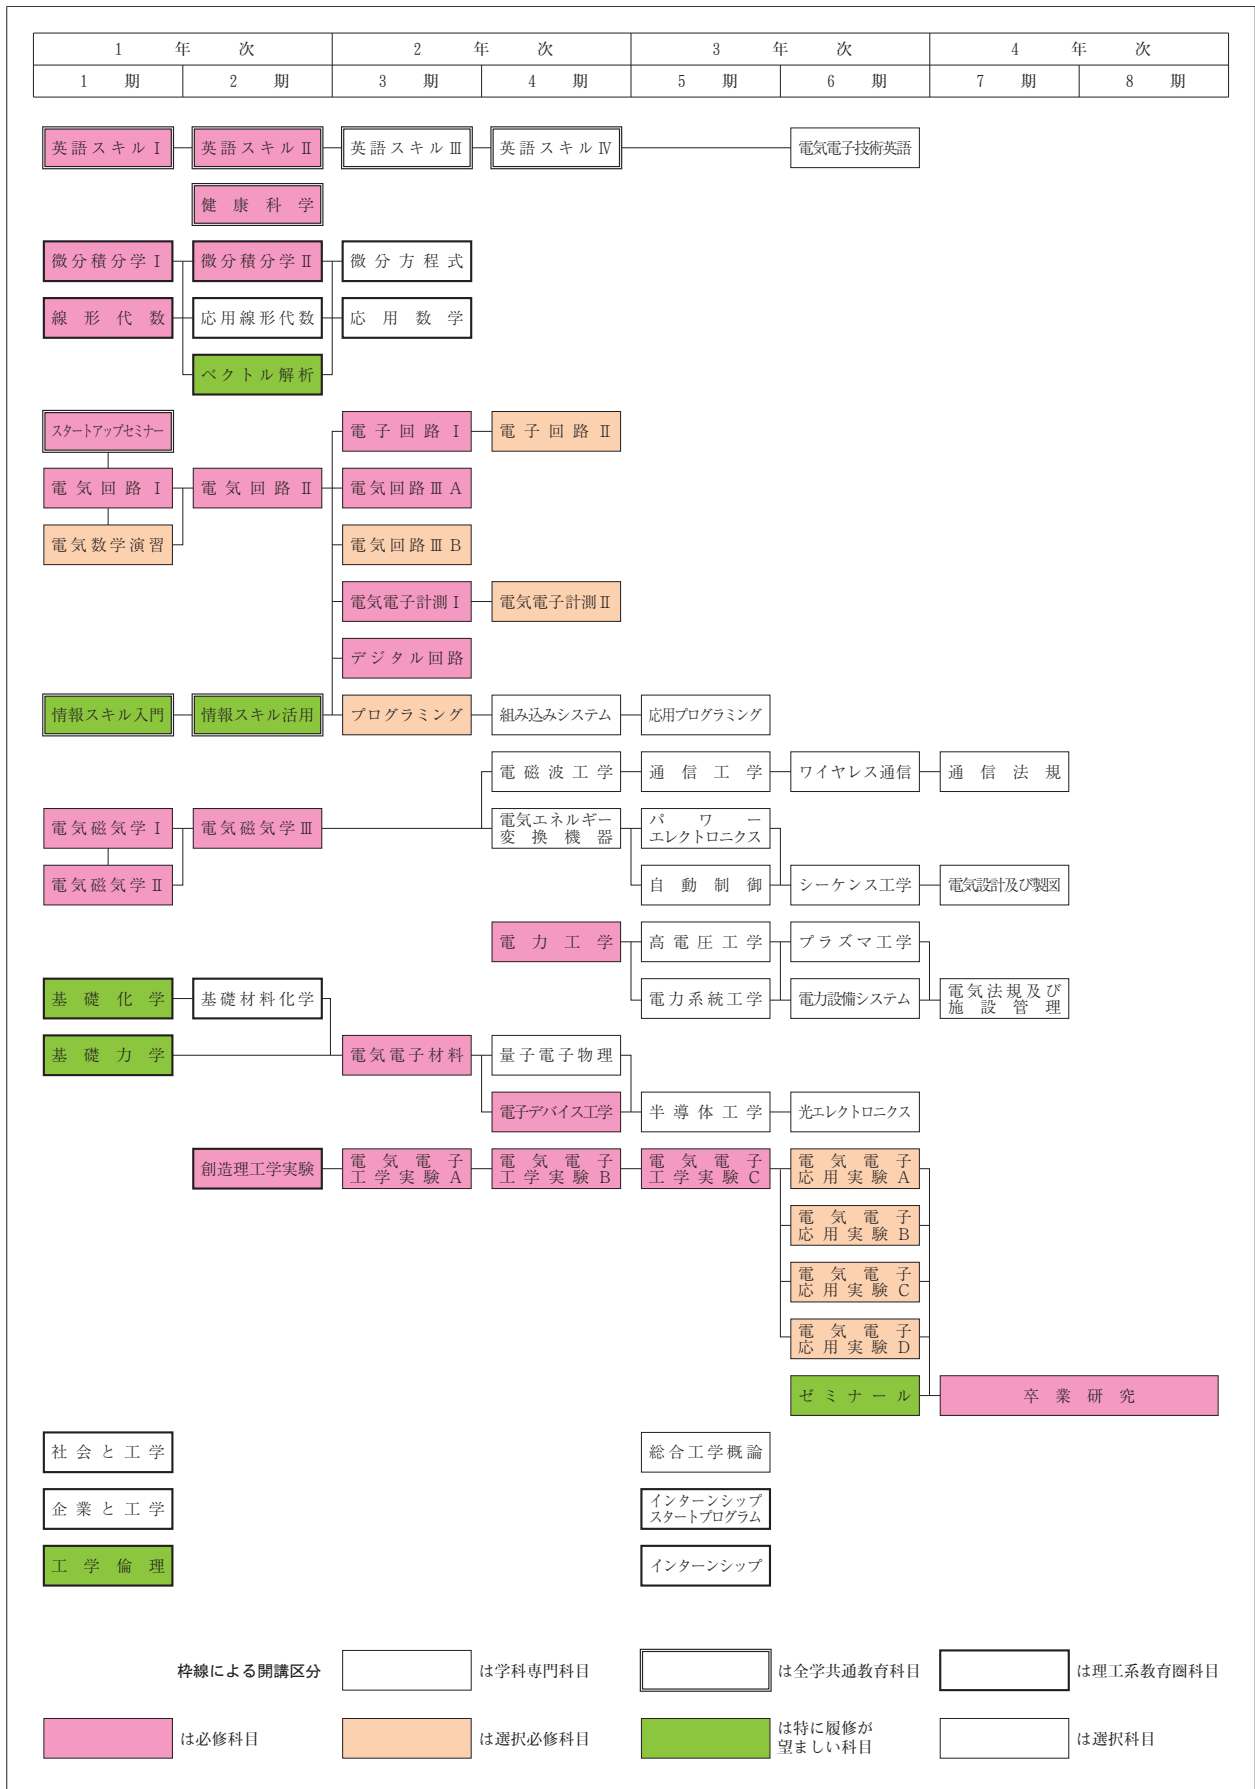 1 年 次 2 年 次 3 年 次 4 年 次
1 期 2 期 3 期 4 期 5 期 6 期 7 期 8 期
英語スキルⅠ 英語スキルⅡ 英語スキルⅢ 英語スキルⅣ 電気電子技術英語
健康科学
微分積分学Ⅰ 微分積分学Ⅱ 微分方程式
線形代数 応用線形代数 応用数学
ベクトル解析
スタートアップセミナー 電子回路Ⅰ 電子回路Ⅱ
電気回路Ⅰ 電気回路Ⅱ 電気回路ⅢA
電気数学演習 電気回路ⅢB
電気電子計測Ⅰ 電気電子計測Ⅱ
デジタル回路
情報スキル入門 情報スキル活用 プログラミング 組み込みシステム 応用プログラミング
電磁波工学 通信工学 ワイヤレス通信 通信法規
電気磁気学Ⅰ 電気磁気学Ⅲ 電気エネルギー
変換機器
パワー
エレクトロニクス
電気磁気学Ⅱ 自動制御 シーケンス工学 電気設計及び製図
電力工学 高電圧工学 プラズマ工学
基礎化学 基礎材料化学 電力系統工学 電力設備システム 電気法規及び
施設管理
基礎力学 電気電子材料 量子電子物理
電子デバイス工学 半導体工学 光エレクトロニクス
創造理工学実験 電気電子
工学実験A
電気電子
工学実験B
電気電子
工学実験C
電気電子
応用実験A
電気電子
応用実験B
電気電子
応用実験C
電気電子
応用実験D
ゼミナール 卒業研究
社会と工学 総合工学概論
企業と工学 インターンシップ
スタートプログラム
工学倫理 インターンシップ
枠線による開講区分 は学科専門科目 は全学共通教育科目 は理工系教育圏科目
は必修科目 は選択必修科目 は特に履修が
望ましい科目
は選択科目